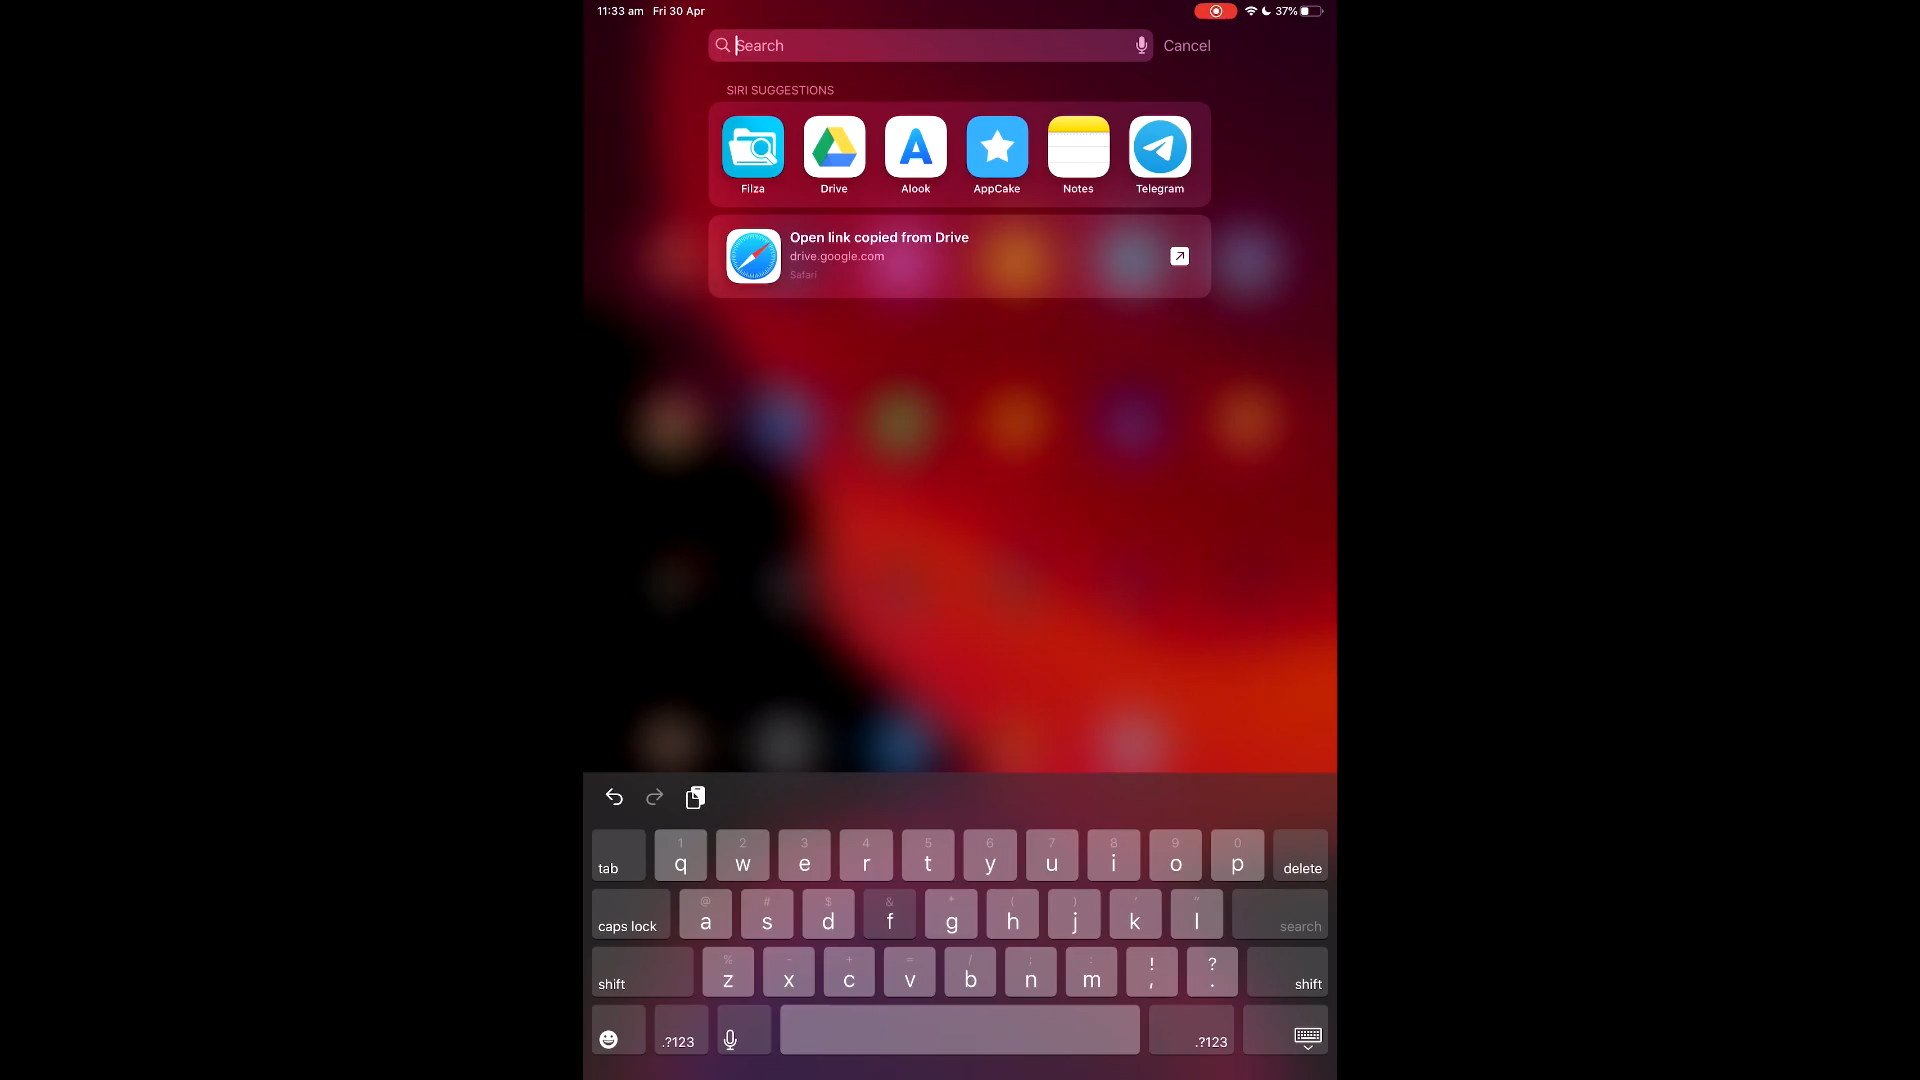 11:33 am Fri 30 Apr 37%
Search Cancel
SIRI SUGGESTIONS
A
Filza Drive Alook AppCake Notes Telegram
Open link copied from Drive
drive.google.com
Safari
1 2 3 4 5 6 7 8 9 0
tab q w e r t y u i o p delete
@ # $ & * ( ) ' "
caps lock a s d f g h j k l search
% - + = / ; : ! ?
shift z x c v b n m , . shift
.?123 .?123